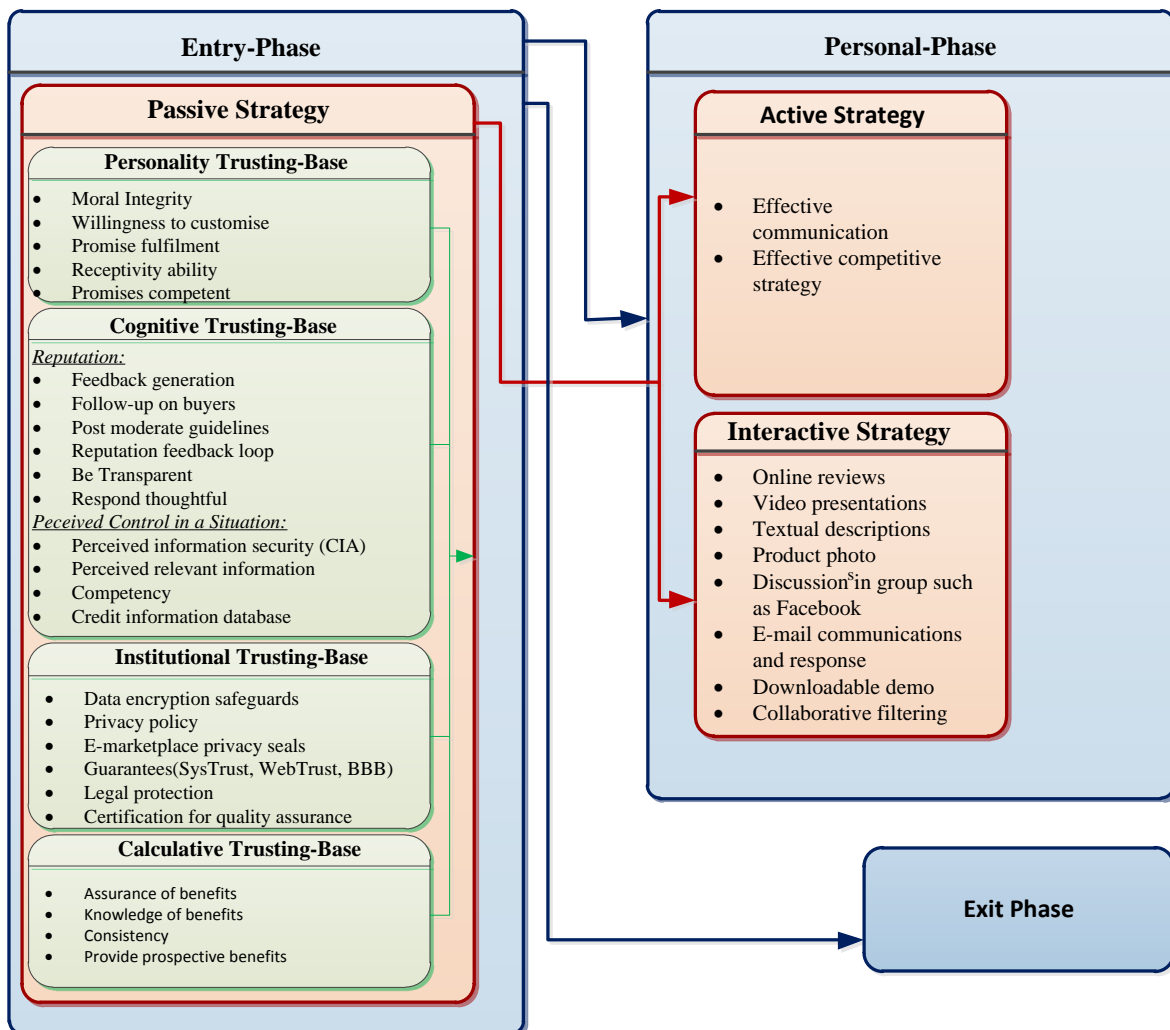 Entry-Phase
Passive Strategy
Personality Trusting-Base
• Moral Integrity
• Willingness to customise
• Promise fulfilment
• Receptivity ability
• Promises competent
Cognitive Trusting-Base
Reputation:
• Feedback generation
• Follow-up on buyers
• Post moderate guidelines
• Reputation feedback loop
• Be Transparent
• Respond thoughtful
Perceived Control in a Situation:
• Perceived information security (CIA)
• Perceived relevant information
• Competency
• Credit information database
Institutional Trusting-Base
• Data encryption safeguards
• Privacy policy
• E-marketplace privacy seals
• Guarantees(SysTrust, WebTrust, BBB)
• Legal protection
• Certification for quality assurance
Calculative Trusting-Base
• Assurance of benefits
• Knowledge of benefits
• Consistency
• Provide prospective benefits
Personal-Phase
Active Strategy
• Effective
communication
• Effective competitive
strategy
Interactive Strategy
• Online reviews
• Video presentations
• Textual descriptions
• Product photo
• Discussionsin group such
as Facebook
• E-mail communications
and response
• Downloadable demo
• Collaborative filtering
Exit Phase